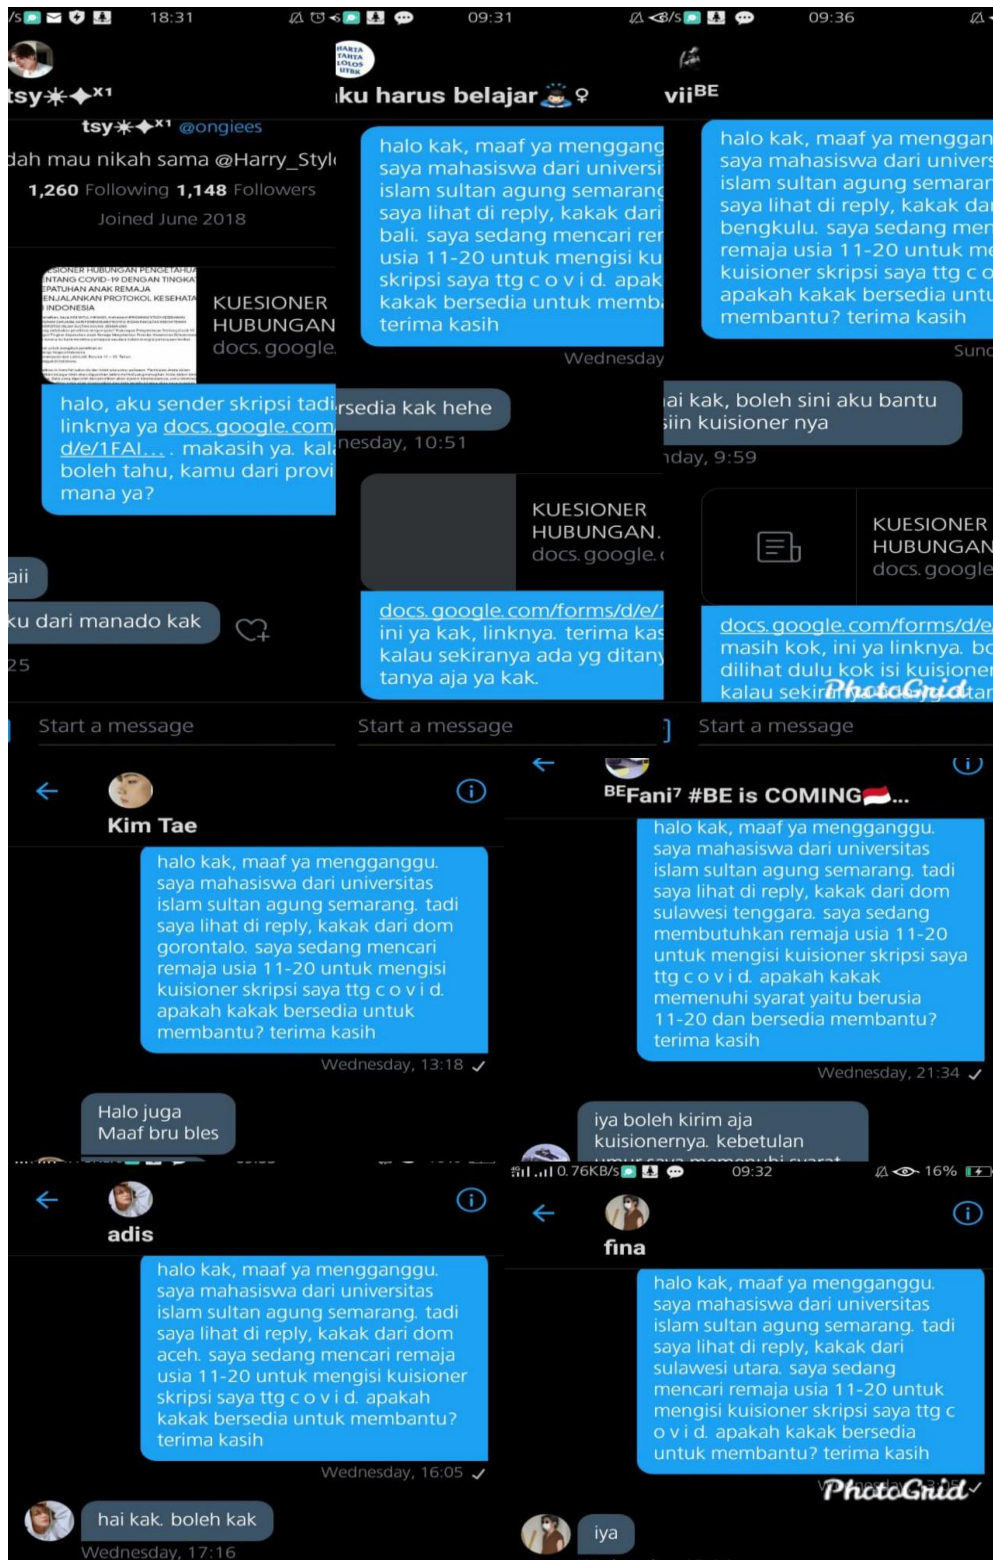 /s
18:31
09:31
/s
09:36
HARTA
TAHTA
LOLOS
UTBK
tsy✳✦ˣ¹
ku harus belajar🙇🏻‍♀
viiᴮᴱ
tsy✳✦ˣ¹ @ongiees
dah mau nikah sama @Harry_Style
1,260 Following 1,148 Followers
Joined June 2018
KUESIONER
HUBUNGAN
docs.google.
halo, aku sender skripsi tadi
linknya ya docs.google.com
d/e/1FAI... . makasih ya. kala
boleh tahu, kamu dari provi
mana ya?
aii
ku dari manado kak
25
Start a message
halo kak, maaf ya menggang
saya mahasiswa dari universi
islam sultan agung semarang
saya lihat di reply, kakak dari
bali. saya sedang mencari rem
usia 11-20 untuk mengisi ku
skripsi saya ttg c o v i d. apak
kakak bersedia untuk memba
terima kasih
Wednesday
rsedia kak hehe
nesday, 10:51
KUESIONER
HUBUNGAN.
docs.google.c
docs.google.com/forms/d/e/1
ini ya kak, linknya. terima kas
kalau sekiranya ada yg ditany
tanya aja ya kak.
Start a message
halo kak, maaf ya menggan
saya mahasiswa dari univers
islam sultan agung semaran
saya lihat di reply, kakak dar
bengkulu. saya sedang men
remaja usia 11-20 untuk me
kuisioner skripsi saya ttg c o
apakah kakak bersedia untu
membantu? terima kasih
Sund
ai kak, boleh sini aku bantu
siin kuisioner nya
nday, 9:59
KUESIONER
HUBUNGAN
docs.google
docs.google.com/forms/d/e/
masih kok, ini ya linknya. bo
dilihat dulu kok isi kuisioner
kalau sekira
PhotoGrid
Start a message
Kim Tae
halo kak, maaf ya mengganggu.
saya mahasiswa dari universitas
islam sultan agung semarang. tadi
saya lihat di reply, kakak dari dom
gorontalo. saya sedang mencari
remaja usia 11-20 untuk mengisi
kuisioner skripsi saya ttg c o v i d.
apakah kakak bersedia untuk
membantu? terima kasih
Wednesday, 13:18 ✓
Halo juga
Maaf bru bles
ᴮᴱFani⁷ #BE is COMING🇮🇩...
halo kak, maaf ya mengganggu.
saya mahasiswa dari universitas
islam sultan agung semarang. tadi
saya lihat di reply, kakak dari dom
sulawesi tenggara. saya sedang
membutuhkan remaja usia 11-20
untuk mengisi kuisioner skripsi saya
ttg c o v i d. apakah kakak
memenuhi syarat yaitu berusia
11-20 dan bersedia membantu?
terima kasih
Wednesday, 21:34 ✓
iya boleh kirim aja
kuisionernya. kebetulan
umur saya memenuhi syarat
adis
halo kak, maaf ya mengganggu.
saya mahasiswa dari universitas
islam sultan agung semarang. tadi
saya lihat di reply, kakak dari dom
aceh. saya sedang mencari remaja
usia 11-20 untuk mengisi kuisioner
skripsi saya ttg c o v i d. apakah
kakak bersedia untuk membantu?
terima kasih
Wednesday, 16:05 ✓
hai kak. boleh kak
Wednesday, 17:16
0.76KB/s
09:32
16%
fina
halo kak, maaf ya mengganggu.
saya mahasiswa dari universitas
islam sultan agung semarang. tadi
saya lihat di reply, kakak dari
sulawesi utara. saya sedang
mencari remaja usia 11-20 untuk
mengisi kuisioner skripsi saya ttg c
o v i d. apakah kakak bersedia
untuk membantu? terima kasih
PhotoGrid
iya